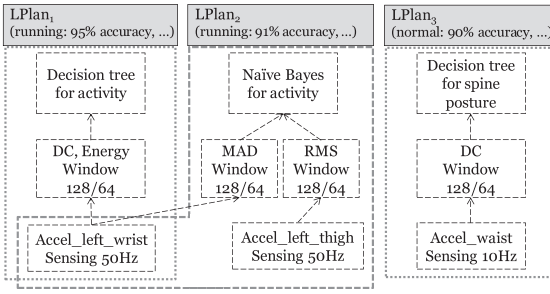 LPlan1
(running: 95% accuracy, ...)
LPlan2
(running: 91% accuracy, ...)
LPlan3
(normal: 90% accuracy, ...)
Decision tree
for activity
Naïve Bayes
for activity
Decision tree
for spine
posture
DC, Energy
Window
128/64
MAD
Window
128/64
RMS
Window
128/64
DC
Window
128/64
Accel_left_wrist
Sensing 50Hz
Accel_left_thigh
Sensing 50Hz
Accel_waist
Sensing 10Hz